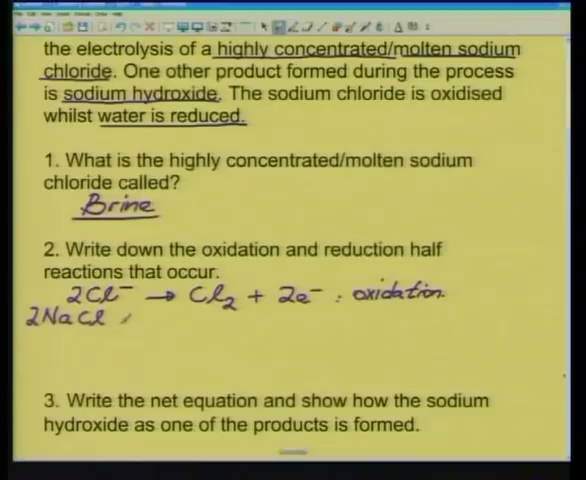 the electrolysis of a highly concentrated/molten sodium
chloride. One other product formed during the process
is sodium hydroxide. The sodium chloride is oxidised
whilst water is reduced.
1. What is the highly concentrated/molten sodium
chloride called?
Brine
2. Write down the oxidation and reduction half
reactions that occur.
2Cl⁻ → Cl₂ + 2e⁻ : oxidation.
2NaCl
3. Write the net equation and show how the sodium
hydroxide as one of the products is formed.